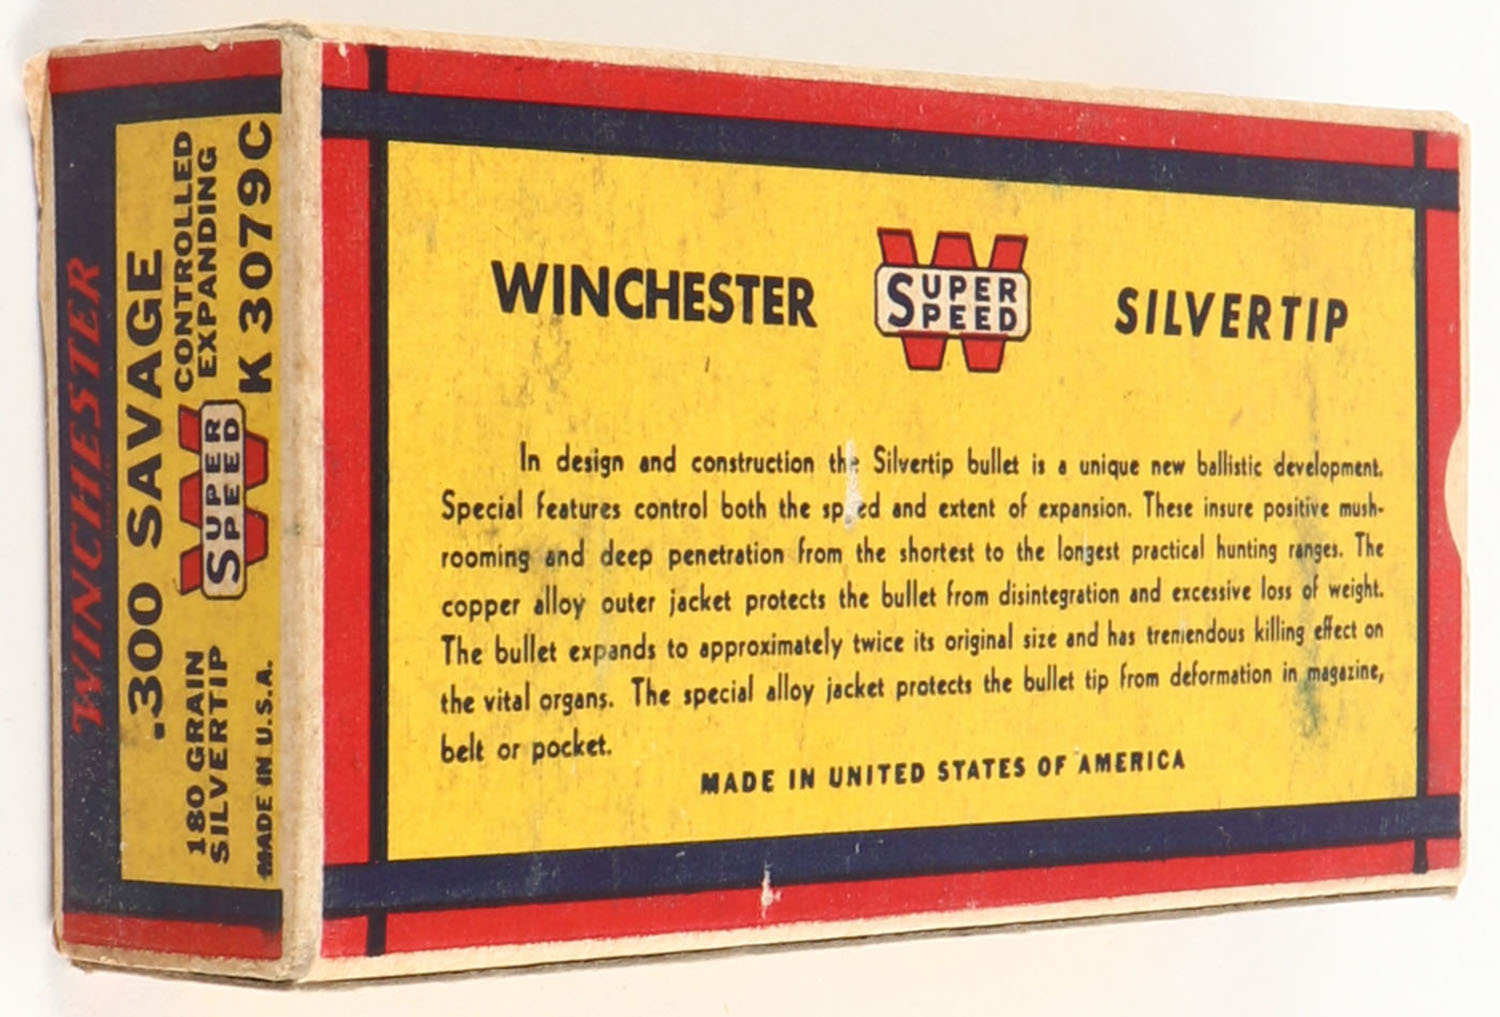 WINCHESTER
.300 SAVAGE
180 GRAIN
SILVERTIP
SUPER
SPEED
CONTROLLED
EXPANDING
MADE IN U.S.A.
K 3079C
WINCHESTER
SUPER
SPEED
SILVERTIP
In design and construction the Silvertip bullet is a unique new ballistic development.
Special features control both the speed and extent of expansion. These insure positive mush-
rooming and deep penetration from the shortest to the longest practical hunting ranges. The
copper alloy outer jacket protects the bullet from disintegration and excessive loss of weight.
The bullet expands to approximately twice its original size and has tremendous killing effect on
the vital organs. The special alloy jacket protects the bullet tip from deformation in magazine,
belt or pocket.
MADE IN UNITED STATES OF AMERICA